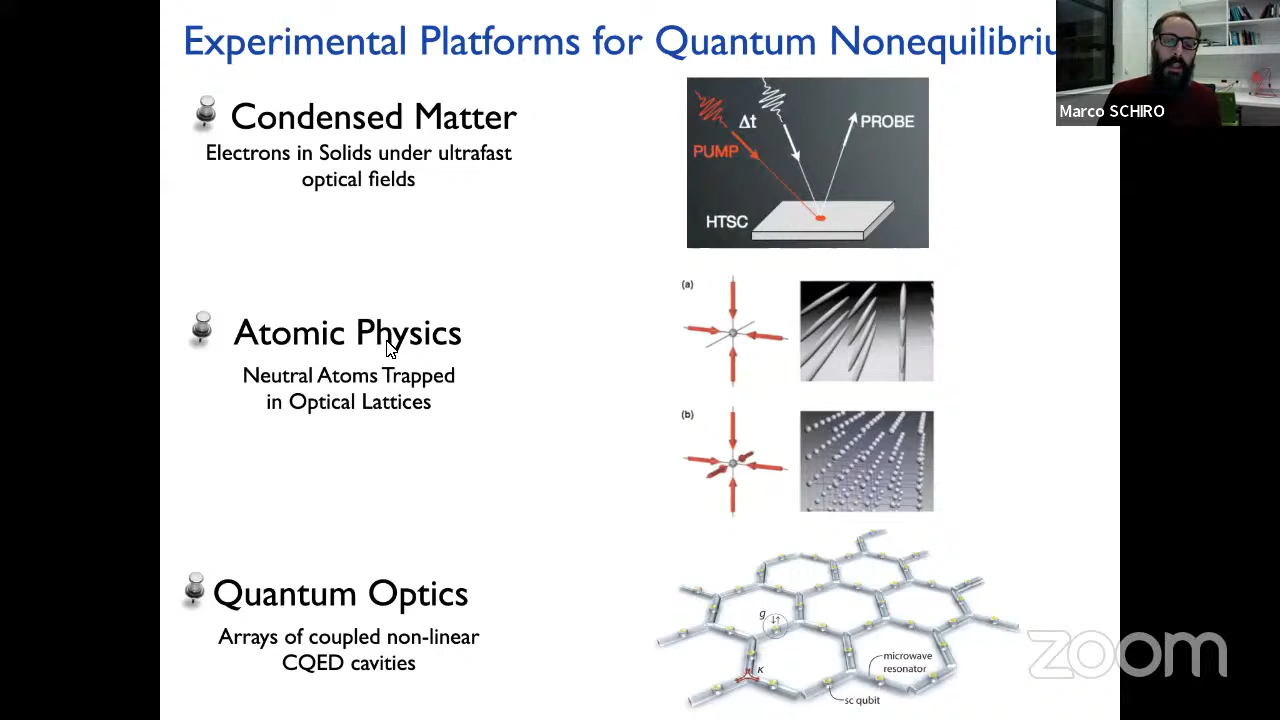 Experimental Platforms for Quantum Nonequilibriu
Marco SCHIRO
Condensed Matter
Electrons in Solids under ultrafast
optical fields
Δt
PROBE
PUMP
HTSC
(a)
Atomic Physics
Neutral Atoms Trapped
in Optical Lattices
(b)
Quantum Optics
Arrays of coupled non-linear
CQED cavities
g
↓↑
κ
microwave
resonator
sc qubit
zoom